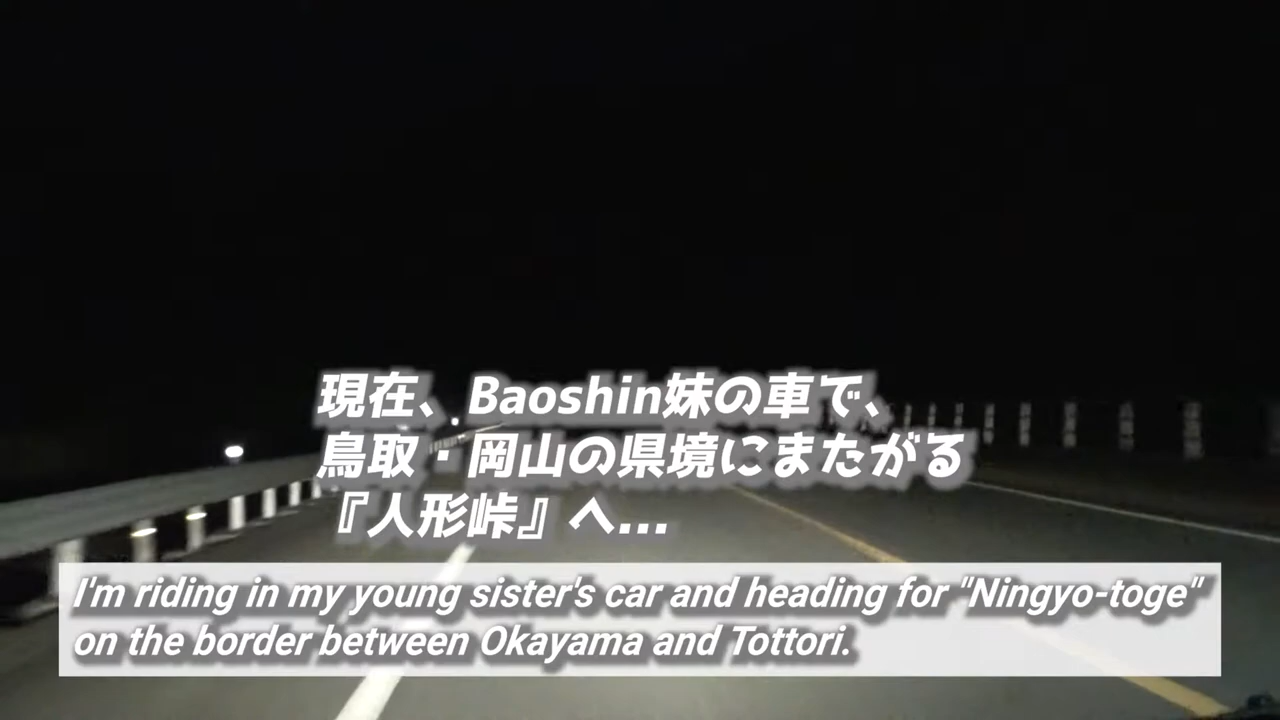 現在、Baoshin妹の車で、
鳥取・岡山の県境にまたがる
『人形峠』へ...
I'm riding in my young sister's car and heading for "Ningyo-toge"
on the border between Okayama and Tottori.